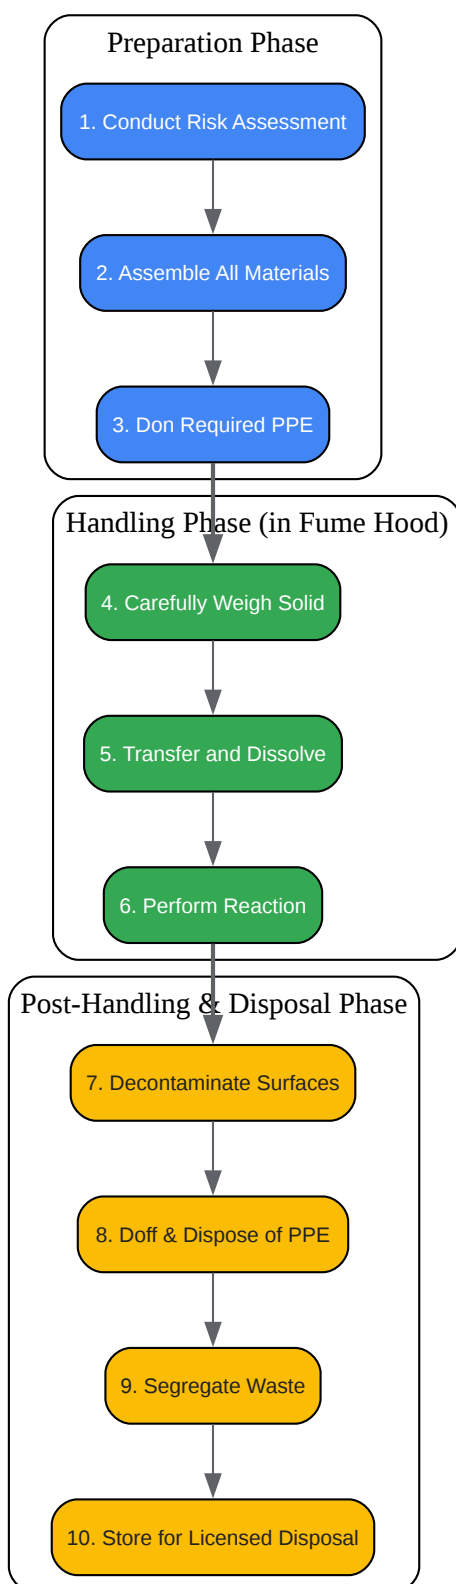 Preparation Phase
1. Conduct Risk Assessment
2. Assemble All Materials
3. Don Required PPE
Handling Phase (in Fume Hood)
4. Carefully Weigh Solid
5. Transfer and Dissolve
6. Perform Reaction
Post-Handling & Disposal Phase
7. Decontaminate Surfaces
8. Doff & Dispose of PPE
9. Segregate Waste
10. Store for Licensed Disposal